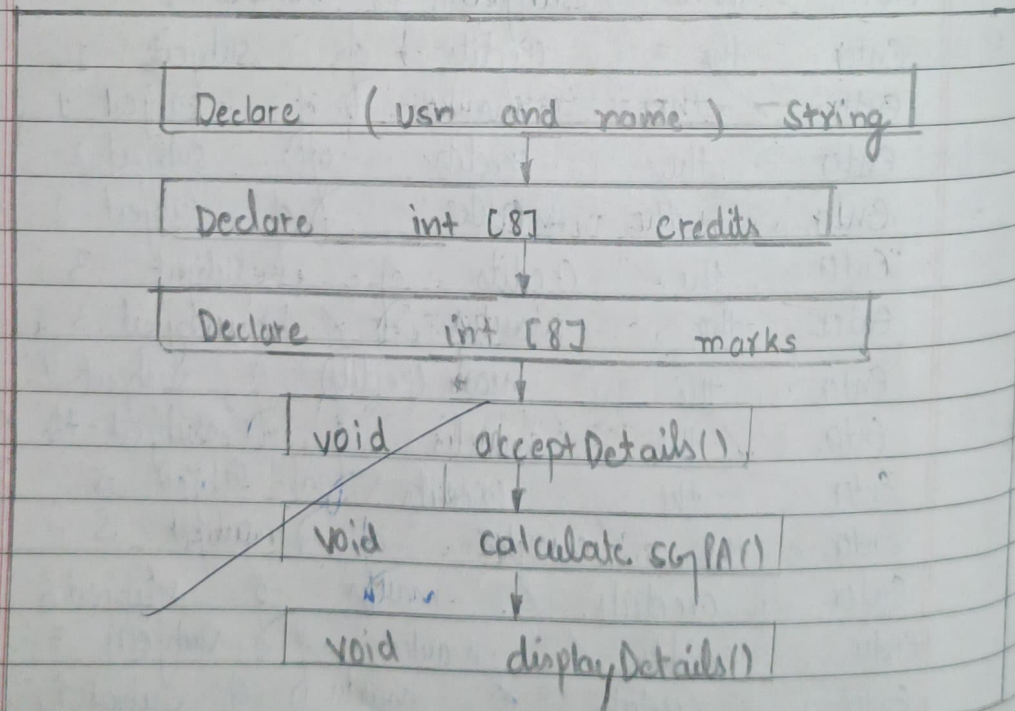 Declare (usn and name) String
Declare int [8] credits
Declare int [8] marks
void acceptDetails()
void calculate SGPA()
void displayDetails()